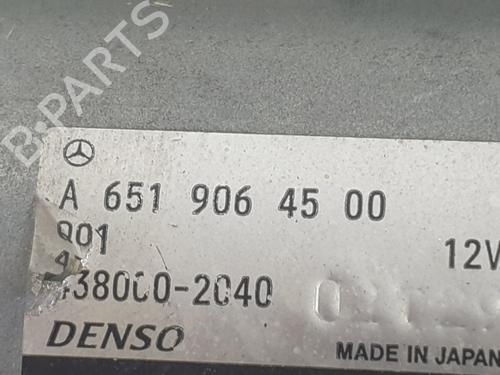 B-PARTS
A 651 906 45 00
001
12V
438000-2040
DENSO
MADE IN JAPAN